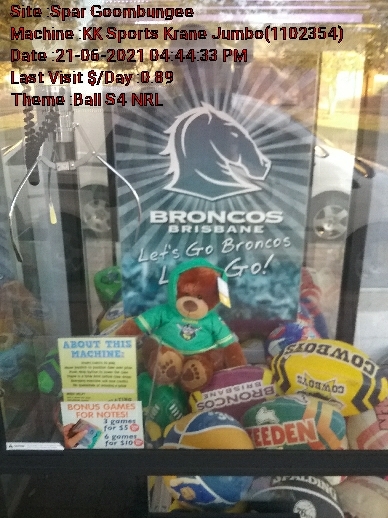 Site :Spar Goombungee
Machine :KK Sports Krane Jumbo(1102354)
Date :21-06-2021 04:44:33 PM
Last Visit $/Day :0.89
Theme :Ball S4 NRL
BRONCOS
BRISBANE
Let's Go Broncos
Go!
ABOUT THIS
MACHINE:
BONUS GAMES
FOR NOTES!
3 games
for $5
6 games
for $10
COWBOYS
COWBOYS
BRONCOS
BRISBANE
STEEDEN
SPALDING